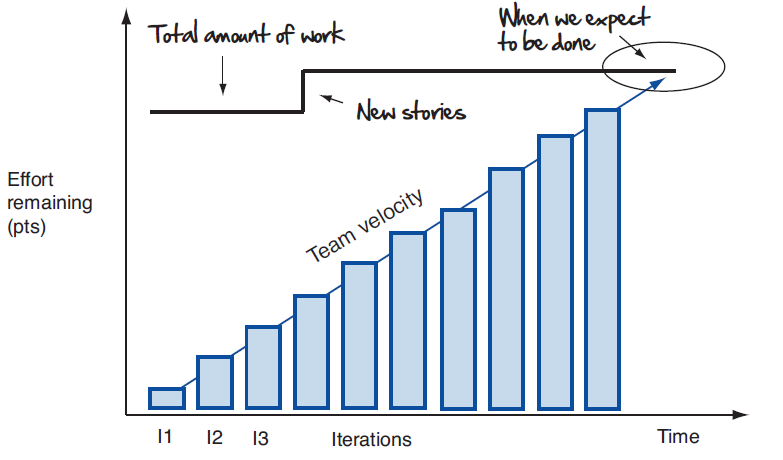 When we expect
to be done
Total amount of work
New stories
Effort
remaining
(pts)
Team velocity
I1 I2 I3 Iterations Time